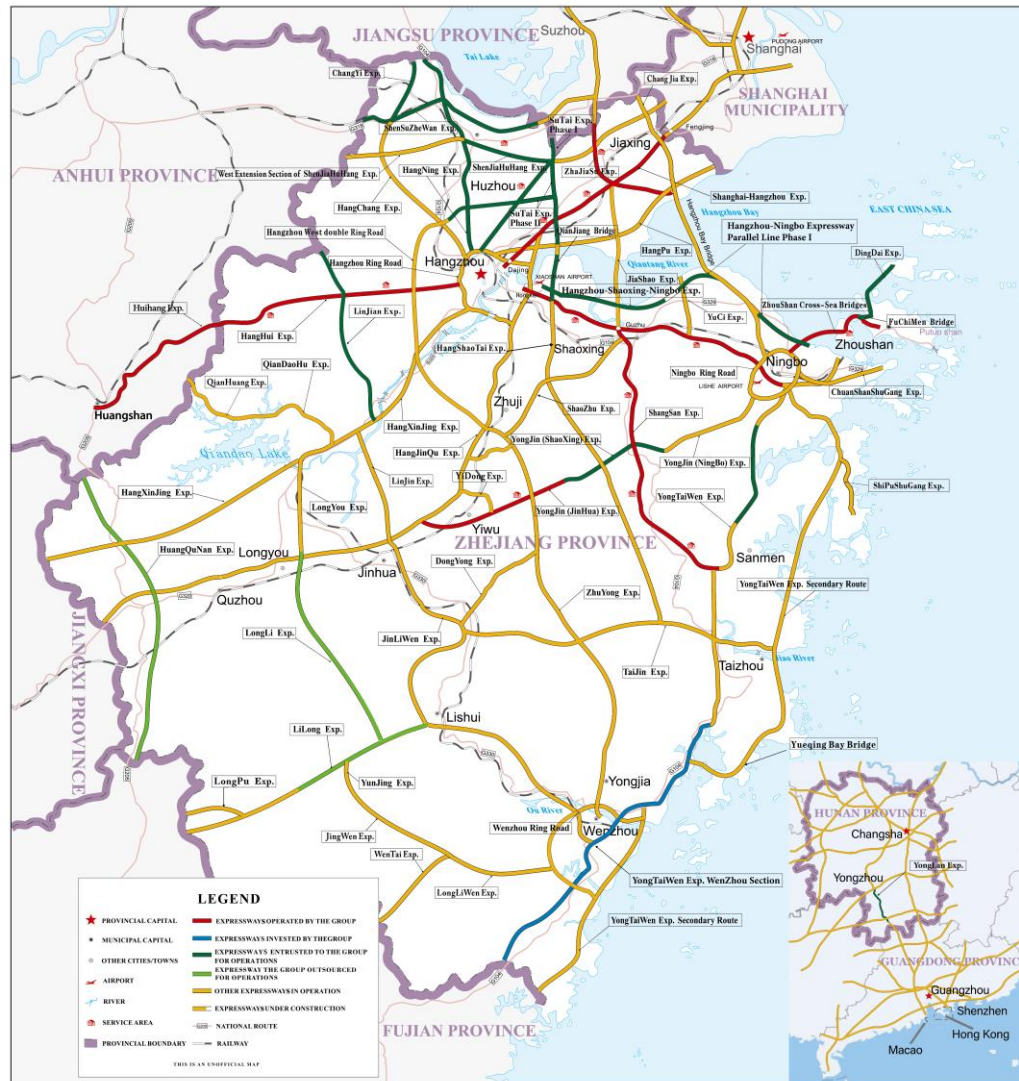 JIANGSU PROVINCE
Suzhou
PUDONG AIRPORT
Shanghai
Tai Lake
ChangYi Exp.
Chang Jia Exp.
SHANGHAI
MUNICIPALITY
SuTai Exp.
Phase I
ShenSuZheWan Exp.
Fengjing
Jiaxing
ANHUI PROVINCE
West Extension Section of ShenJiaHuHang Exp.
HangNing Exp.
ShenJiaHuHang Exp.
ZhaJiaSu Exp.
Huzhou
Shanghai-Hangzhou Exp.
HangChang Exp.
SuTai Exp.
Phase II
Hangzhou Bay
EAST CHINA SEA
Hangzhou-Ningbo Expressway
Parallel Line Phase I
Hangzhou West double Ring Road
QianJiang Bridge
Hangzhou Bay Bridge
HangPu Exp.
DingDai Exp.
Hangzhou Ring Road
Hangzhou
Dajing
Qiantang River
XIAOSHAN AIRPORT
JiaShao Exp.
Hangzhou-Shaoxing-Ningbo Exp.
ZhouShan Cross-Sea Bridges
Huihang Exp.
YuCi Exp.
HangHui Exp.
LinJian Exp.
Guzhu
FuChiMen Bridge
Putuo shan
HangShaoTai Exp.
Shaoxing
Zhoushan
QianDaoHu Exp.
Ningbo Ring Road
Ningbo
QianHuang Exp.
LISHE AIRPORT
ChuanShanShuGang Exp.
Huangshan
Zhuji
ShaoZhu Exp.
ShangSan Exp.
HangXinJing Exp.
YongJin (ShaoXing) Exp.
Qiandao Lake
HangJinQu Exp.
YongJin (NingBo) Exp.
LinJin Exp.
YiDong Exp.
ShiPuShuGang Exp.
HangXinJing Exp.
LongYou Exp.
YongTaiWen Exp.
Yiwu
YongJin (JinHua) Exp.
ZHEJIANG PROVINCE
HuangQuNan Exp.
Longyou
DongYong Exp.
Sanmen
Jinhua
YongTaiWen Exp. Secondary Route
Quzhou
ZhuYong Exp.
JIANGXI PROVINCE
LongLi Exp.
JinLiWen Exp.
TaiJin Exp.
Taizhou
Lishui
LiLong Exp.
Yueqing Bay Bridge
LongPu Exp.
YunJing Exp.
Yongjia
Ou River
Wenzhou Ring Road
Wenzhou
JingWen Exp.
WenTai Exp.
YongTaiWen Exp. WenZhou Section
LongLiWen Exp.
YongTaiWen Exp. Secondary Route
FUJIAN PROVINCE
HUNAN PROVINCE
Changsha
YongLan Exp.
Yongzhou
GUANGDONG PROVINCE
Guangzhou
Shenzhen
Hong Kong
Macao
LEGEND
PROVINCIAL CAPITAL
MUNICIPAL CAPITAL
OTHER CITIES/TOWNS
AIRPORT
RIVER
SERVICE AREA
PROVINCIAL BOUNDARY
EXPRESSWAYS OPERATED BY THE GROUP
EXPRESSWAYS INVESTED BY THEGROUP
EXPRESSWAYS ENTRUSTED TO THE GROUP
FOR OPERATIONS
EXPRESSWAY THE GROUP OUTSOURCED
FOR OPERATIONS
OTHER EXPRESSWAYS IN OPERATION
EXPRESSWAYS UNDER CONSTRUCTION
NATIONAL ROUTE
RAILWAY
THIS IS AN UNOFFICIAL MAP